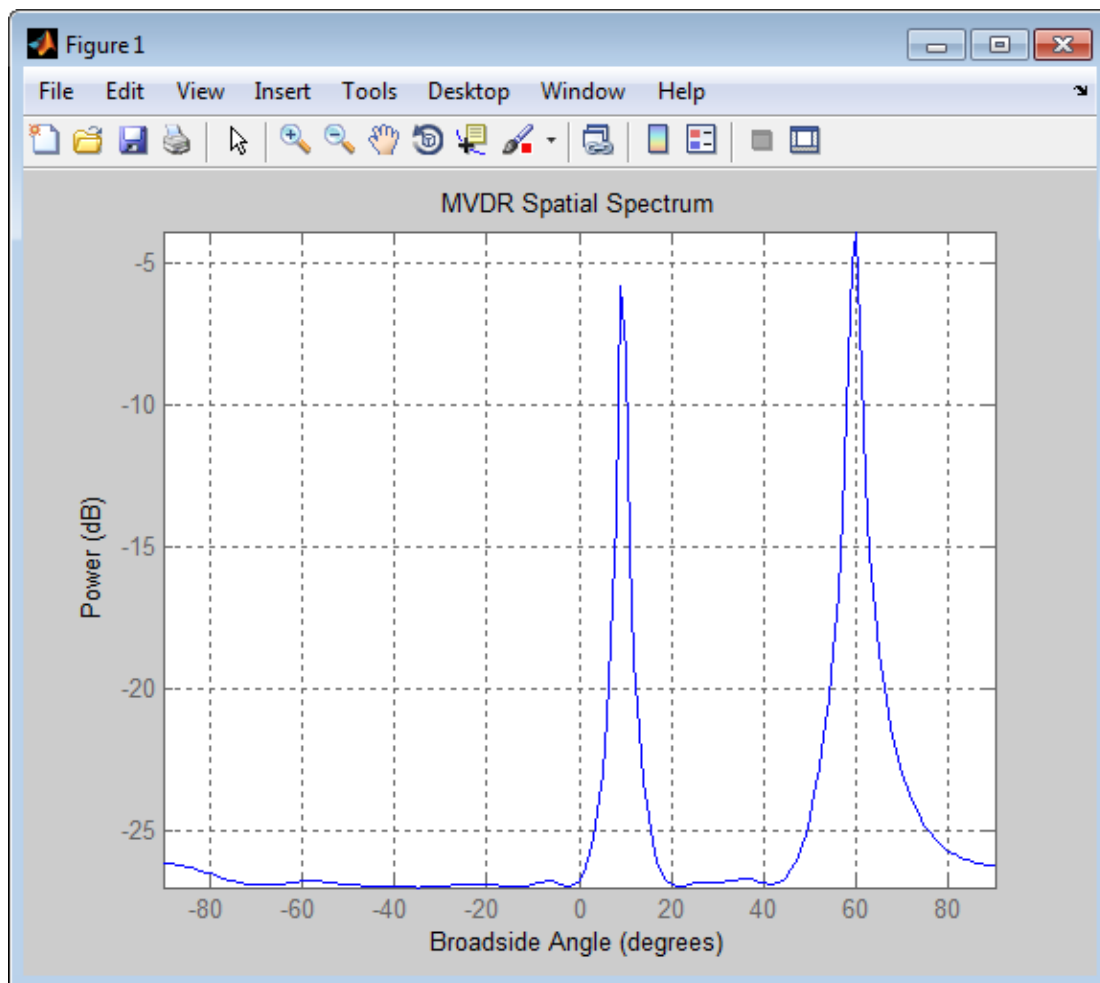 Figure 1
File Edit View Insert Tools Desktop Window Help
MVDR Spatial Spectrum
-5
-10
-15
-20
-25
Power (dB)
-80 -60 -40 -20 0 20 40 60 80
Broadside Angle (degrees)